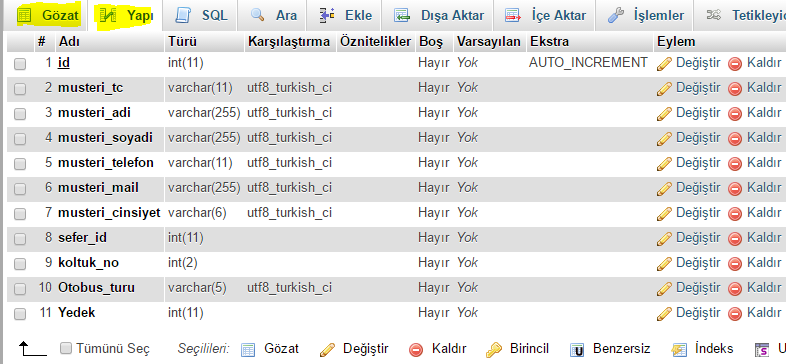 Gözat Yapı SQL Ara Ekle Dışa Aktar İçe Aktar İşlemler
# Adı Türü Karşılaştırma Öznitelikler Boş Varsayılan Ekstra Eylem
1 id int(11) Hayır Yok AUTO_INCREMENT Değiştir Kaldır
2 musteri_tc varchar(11) utf8_turkish_ci Hayır Yok Değiştir Kaldır
3 musteri_adi varchar(255) utf8_turkish_ci Hayır Yok Değiştir Kaldır
4 musteri_soyadi varchar(255) utf8_turkish_ci Hayır Yok Değiştir Kaldır
5 musteri_telefon varchar(11) utf8_turkish_ci Hayır Yok Değiştir Kaldır
6 musteri_mail varchar(255) utf8_turkish_ci Hayır Yok Değiştir Kaldır
7 musteri_cinsiyet varchar(6) utf8_turkish_ci Hayır Yok Değiştir Kaldır
8 sefer_id int(11) Hayır Yok Değiştir Kaldır
9 koltuk_no int(2) Hayır Yok Değiştir Kaldır
10 Otobus_turu varchar(5) utf8_turkish_ci Hayır Yok Değiştir Kaldır
11 Yedek int(11) Hayır Yok Değiştir Kaldır
Tümünü Seç Seçilileri: Gözat Değiştir Kaldır Birincil Benzersiz İndeks